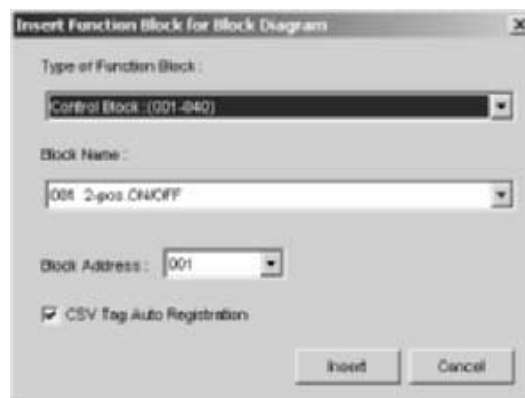 Insert Function Block for Block Diagram
Type of Function Block :
Control Block :(001-040)
Block Name :
001 2-pos.ON/OFF
Block Address : 001
CSV Tag Auto Registration
Insert Cancel